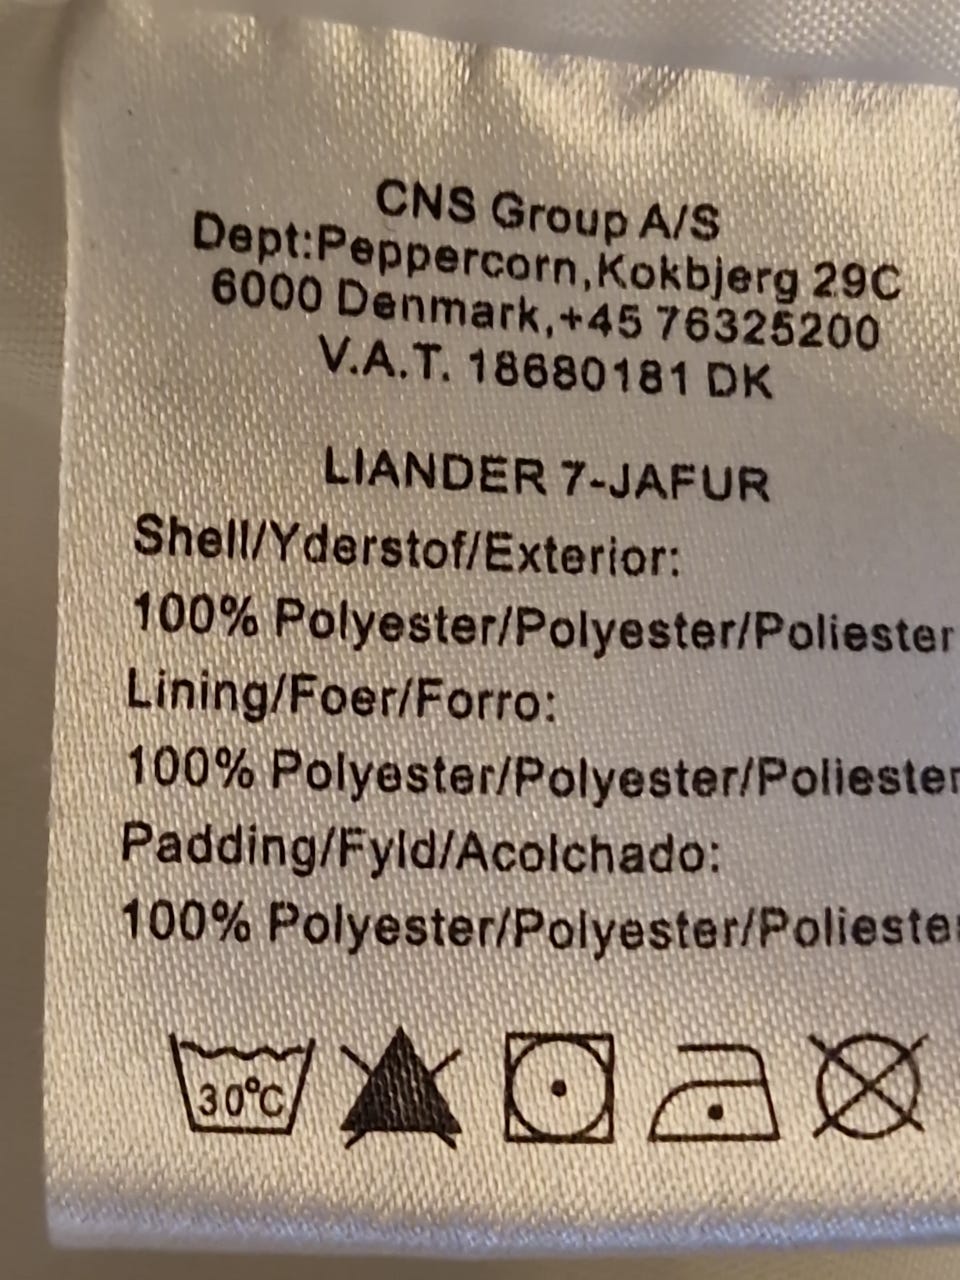 CNS Group A/S
Dept:Peppercorn,Kokbjerg 29C
6000 Denmark,+45 76325200
V.A.T. 18680181 DK
LIANDER 7-JAFUR
Shell/Yderstof/Exterior:
100% Polyester/Polyester/Poliester
Lining/Foer/Forro:
100% Polyester/Polyester/Poliester
Padding/Fyld/Acolchado:
100% Polyester/Polyester/Poliester
30°C